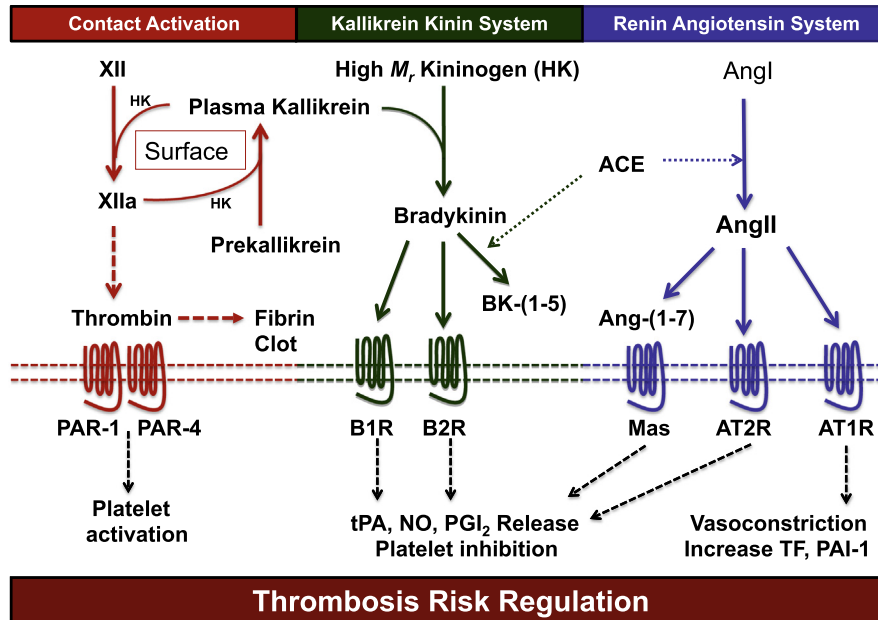 Contact Activation
Kallikrein Kinin System
Renin Angiotensin System
XII
High Mr Kininogen (HK)
AngI
HK
Plasma Kallikrein
Surface
ACE
XIIa
HK
Bradykinin
AngII
Prekallikrein
BK-(1-5)
Thrombin
Fibrin
Clot
Ang-(1-7)
PAR-1
PAR-4
B1R
B2R
Mas
AT2R
AT1R
Platelet
activation
tPA, NO, PGI2 Release
Platelet inhibition
Vasoconstriction
Increase TF, PAI-1
Thrombosis Risk Regulation